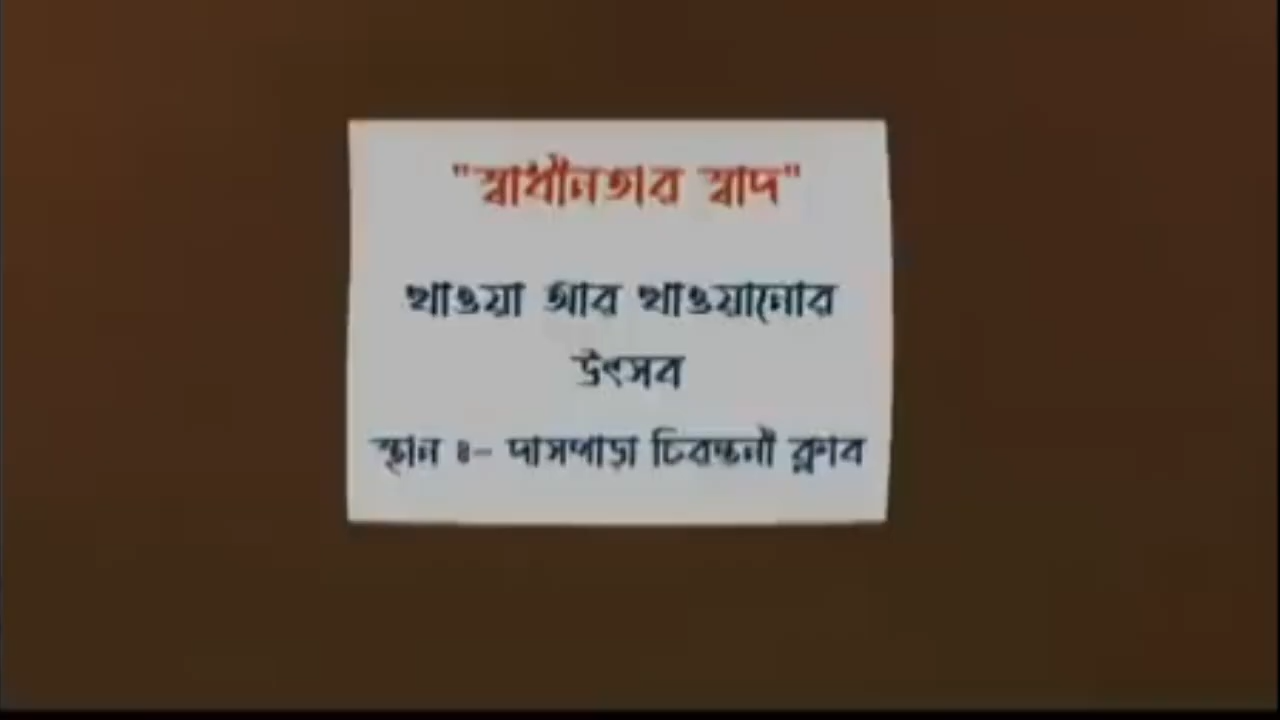 "স্বাধীনতার স্বাদ"
খাওয়া আর খাওয়ানোর
উৎসব
স্থান ঃ- দাসপাড়া চিরন্তনী ক্লাব